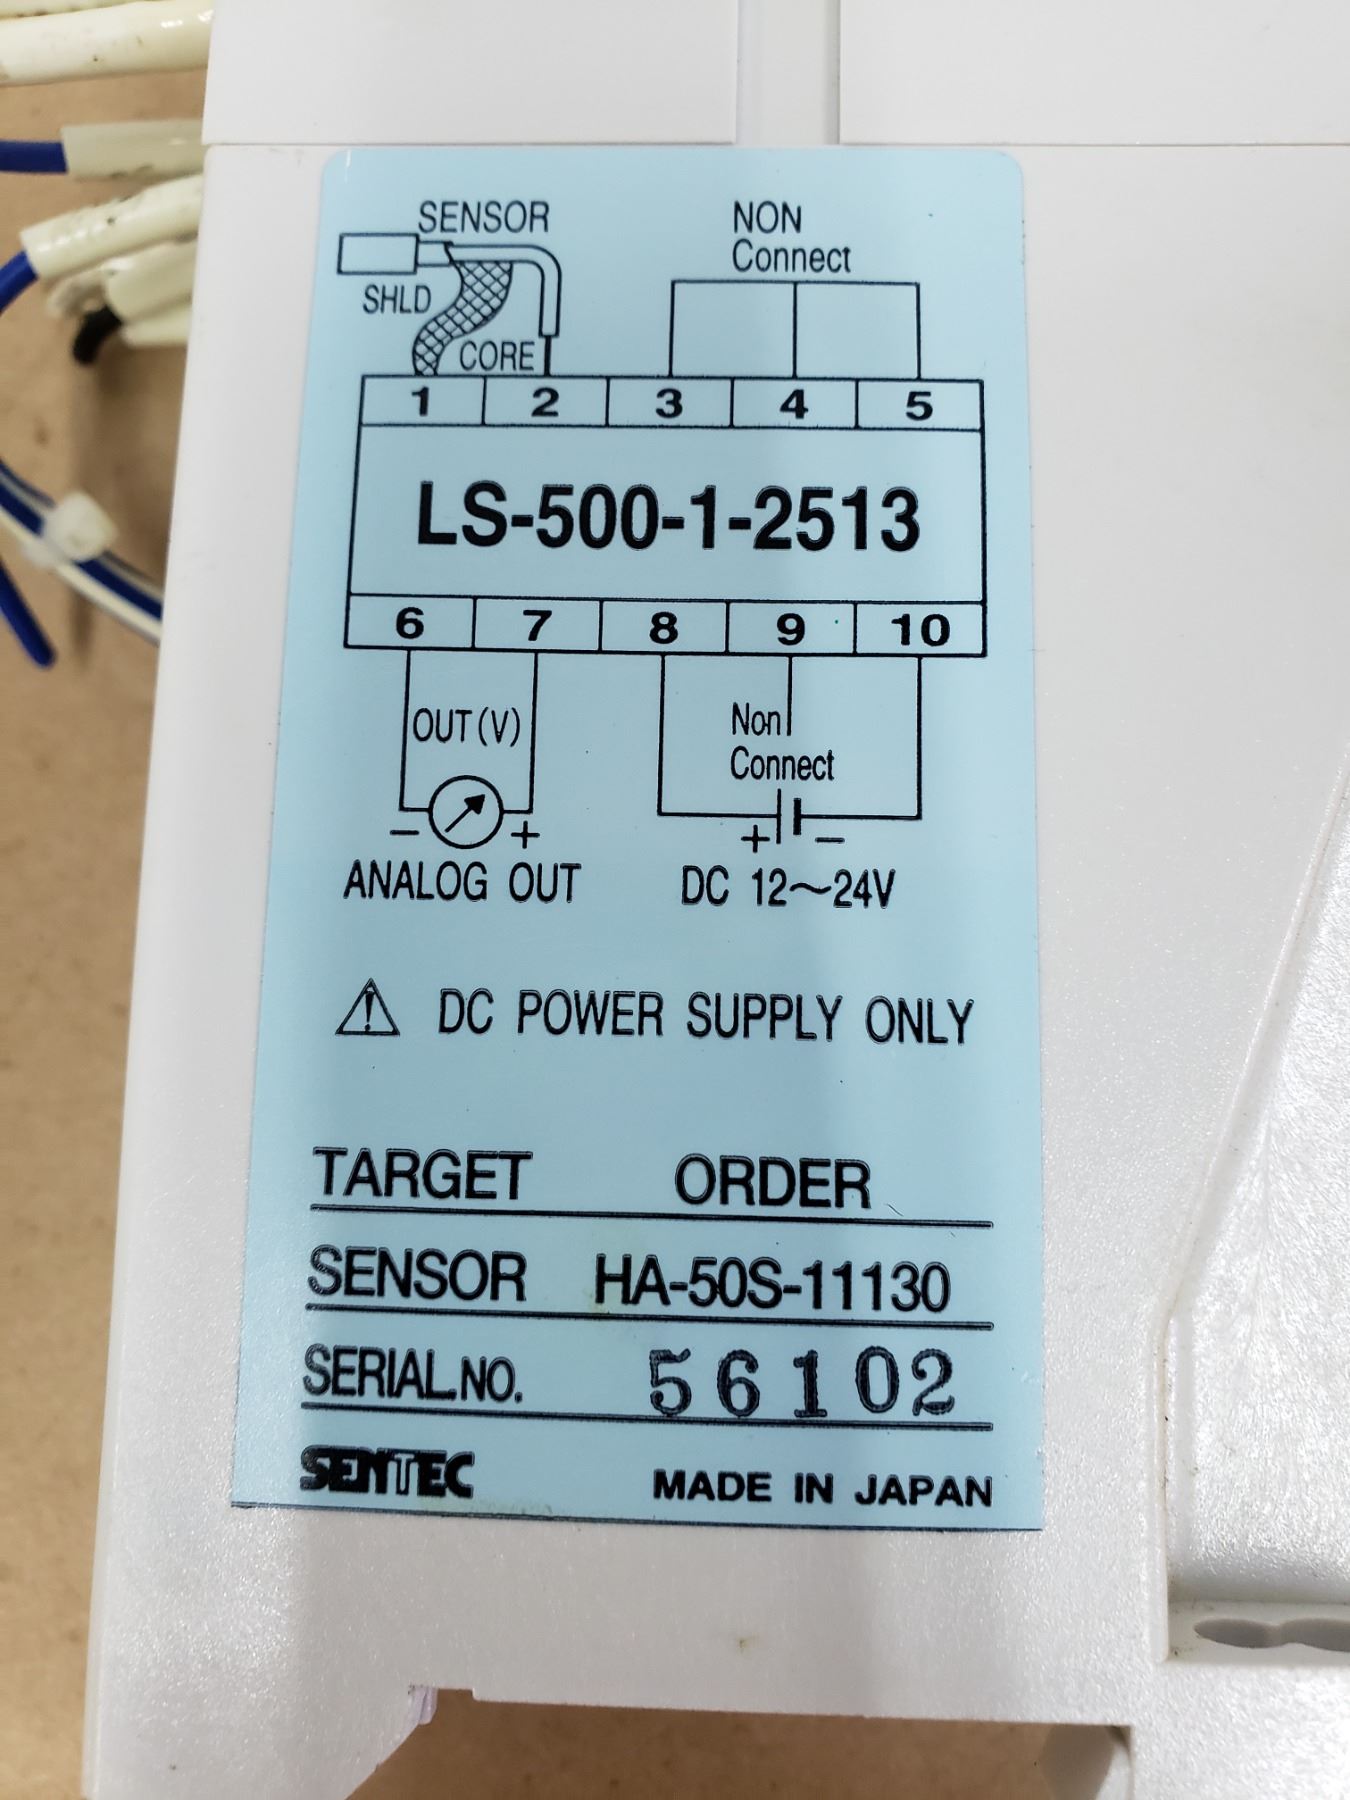 SENSOR
NON
Connect
SHLD
CORE
1 2 3 4 5
LS-500-1-2513
6 7 8 9 10
OUT(V)
Non
Connect
- +
+ -
ANALOG OUT DC 12～24V
⚠ DC POWER SUPPLY ONLY
TARGET ORDER
SENSOR HA-50S-11130
SERIAL NO. 56102
SENTEC MADE IN JAPAN